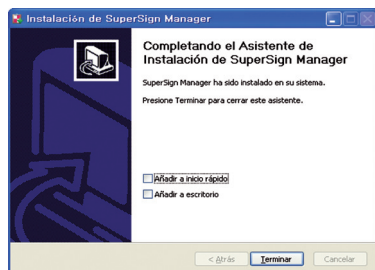 Instalación de SuperSign Manager
Completando el Asistente de
Instalación de SuperSign Manager
SuperSign Manager ha sido instalado en su sistema.
Presione Terminar para cerrar este asistente.
Añadir a inicio rápido
Añadir a escritorio
< Atrás
Terminar
Cancelar